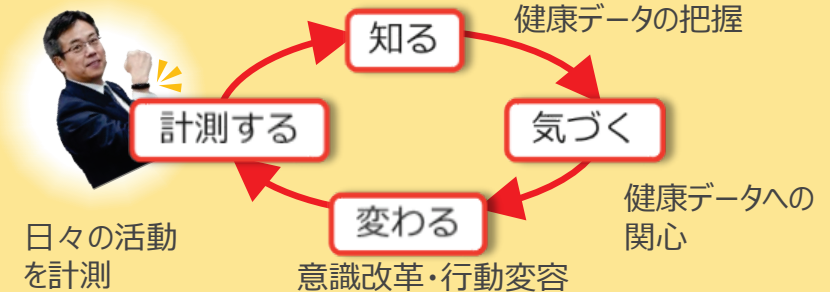 健康データの把握
知る
計測する
気づく
健康データへの
関心
変わる
意識改革・行動変容
日々の活動
を計測